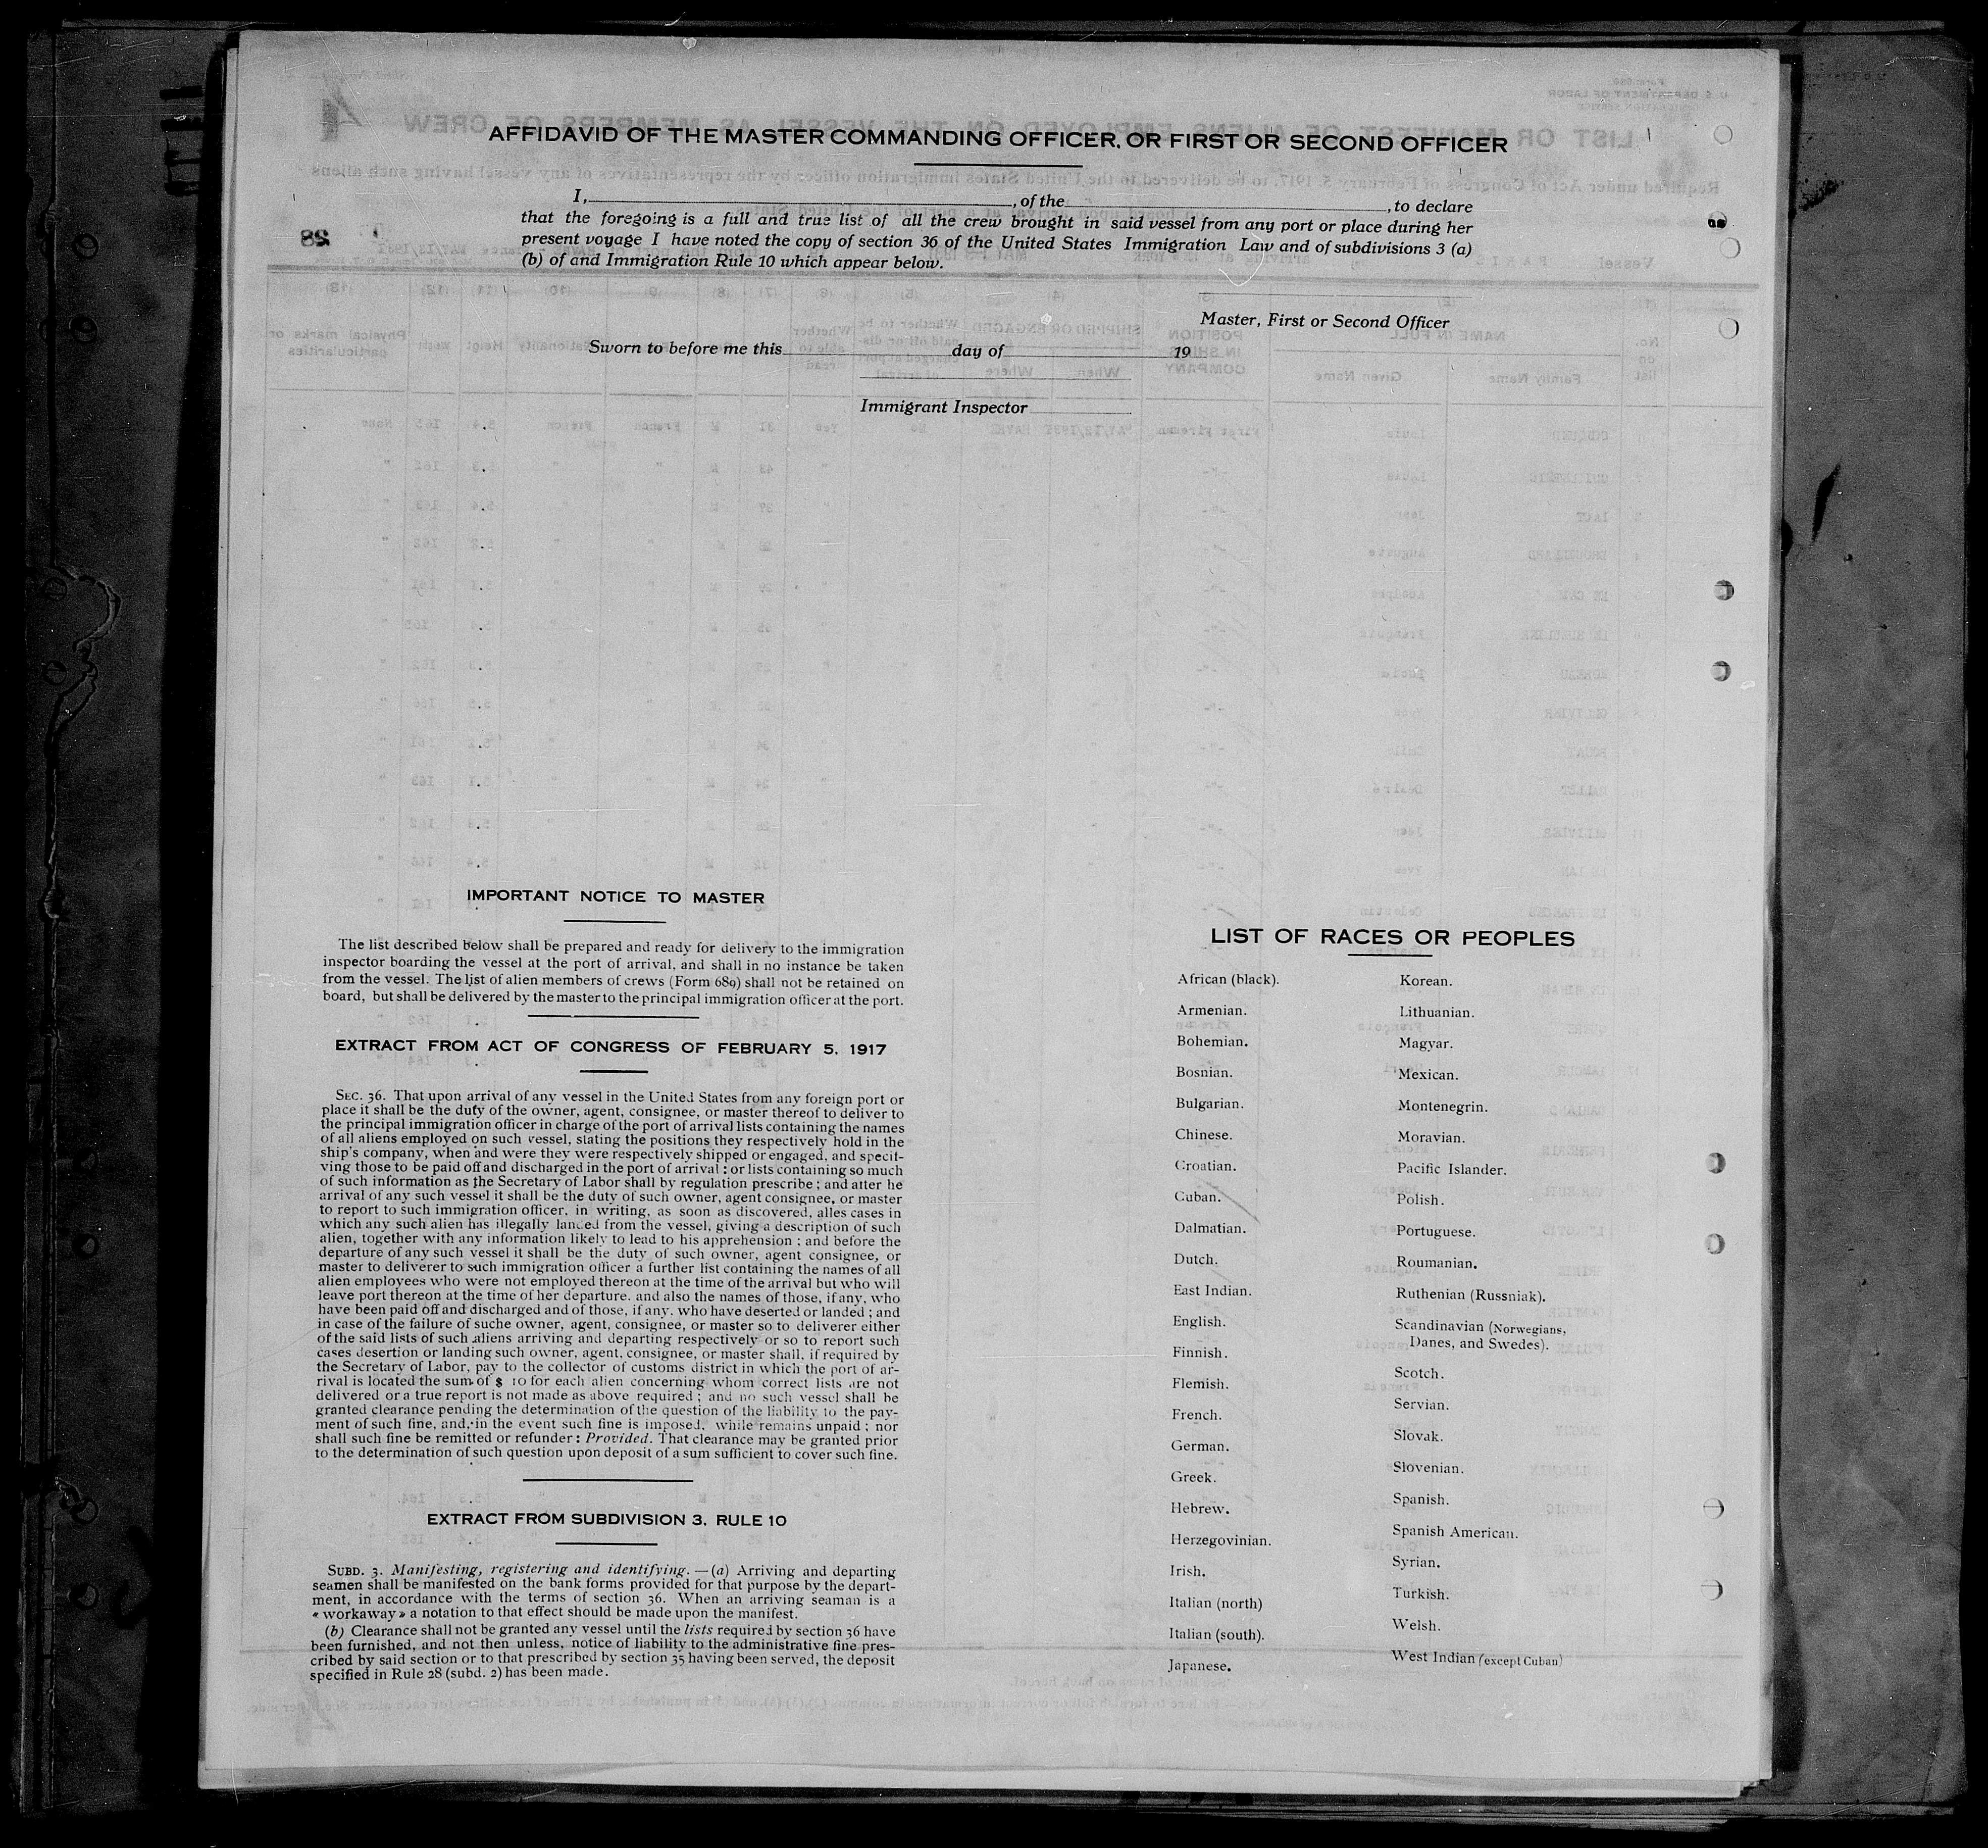 AFFIDAVID OF THE MASTER COMMANDING OFFICER, OR FIRST OR SECOND OFFICER
I, , of the , to declare
that the foregoing is a full and true list of all the crew brought in said vessel from any port or place during her
present voyage I have noted the copy of section 36 of the United States Immigration Law and of subdivisions 3 (a)
(b) of and Immigration Rule 10 which appear below.
Master, First or Second Officer
Sworn to before me this day of 19
Immigrant Inspector
IMPORTANT NOTICE TO MASTER
The list described below shall be prepared and ready for delivery to the immigration
inspector boarding the vessel at the port of arrival, and shall in no instance be taken
from the vessel. The list of alien members of crews (Form 689) shall not be retained on
board, but shall be delivered by the master to the principal immigration officer at the port.
EXTRACT FROM ACT OF CONGRESS OF FEBRUARY 5, 1917
SEC. 36. That upon arrival of any vessel in the United States from any foreign port or
place it shall be the duty of the owner, agent, consignee, or master thereof to deliver to
the principal immigration officer in charge of the port of arrival lists containing the names
of all aliens employed on such vessel, stating the positions they respectively hold in the
ship's company, when and were they were respectively shipped or engaged, and specif-
ving those to be paid off and discharged in the port of arrival ; or lists containing so much
of such information as the Secretary of Labor shall by regulation prescribe ; and atter he
arrival of any such vessel it shall be the duty of such owner, agent consignee, or master
to report to such immigration officer, in writing, as soon as discovered, alles cases in
which any such alien has illegally landed from the vessel, giving a description of such
alien, together with any information likely to lead to his apprehension ; and before the
departure of any such vessel it shall be the duty of such owner, agent consignee, or
master to deliverer to such immigration officer a further list containing the names of all
alien employees who were not employed thereon at the time of the arrival but who will
leave port thereon at the time of her departure. and also the names of those, if any, who
have been paid off and discharged and of those, if any. who have deserted or landed ; and
in case of the failure of suche owner, agent, consignee, or master so to deliverer either
of the said lists of such aliens arriving and departing respectively or so to report such
cases desertion or landing such owner, agent, consignee, or master shall, if required by
the Secretary of Labor, pay to the collector of customs district in which the port of ar-
rival is located the sum of $ 10 for each alien concerning whom correct lists are not
delivered or a true report is not made as above required ; and no such vessel shall be
granted clearance pending the determination of the question of the liability to the pay-
ment of such fine, and, in the event such fine is imposed, while remains unpaid ; nor
shall such fine be remitted or refunder : Provided. That clearance may be granted prior
to the determination of such question upon deposit of a sum sufficient to cover such fine.
EXTRACT FROM SUBDIVISION 3. RULE 10
SUBD. 3. Manifesting, registering and identifying. — (a) Arriving and departing
seamen shall be manifested on the bank forms provided for that purpose by the depart-
ment, in accordance with the terms of section 36. When an arriving seaman is a
« workaway » a notation to that effect should be made upon the manifest.
(b) Clearance shall not be granted any vessel until the lists required by section 36 have
been furnished, and not then unless, notice of liability to the administrative fine pres-
cribed by said section or to that prescribed by section 35 having been served, the deposit
specified in Rule 28 (subd. 2) has been made.
LIST OF RACES OR PEOPLES
African (black).
Armenian.
Bohemian.
Bosnian.
Bulgarian.
Chinese.
Croatian.
Cuban.
Dalmatian.
Dutch.
East Indian.
English.
Finnish.
Flemish.
French.
German.
Greek.
Hebrew.
Herzegovinian.
Irish.
Italian (north)
Italian (south).
Japanese.
Korean.
Lithuanian.
Magyar.
Mexican.
Montenegrin.
Moravian.
Pacific Islander.
Polish.
Portuguese.
Roumanian.
Ruthenian (Russniak).
Scandinavian (Norwegians,
Danes, and Swedes).
Scotch.
Servian.
Slovak.
Slovenian.
Spanish.
Spanish American.
Syrian.
Turkish.
Welsh.
West Indian (except Cuban)